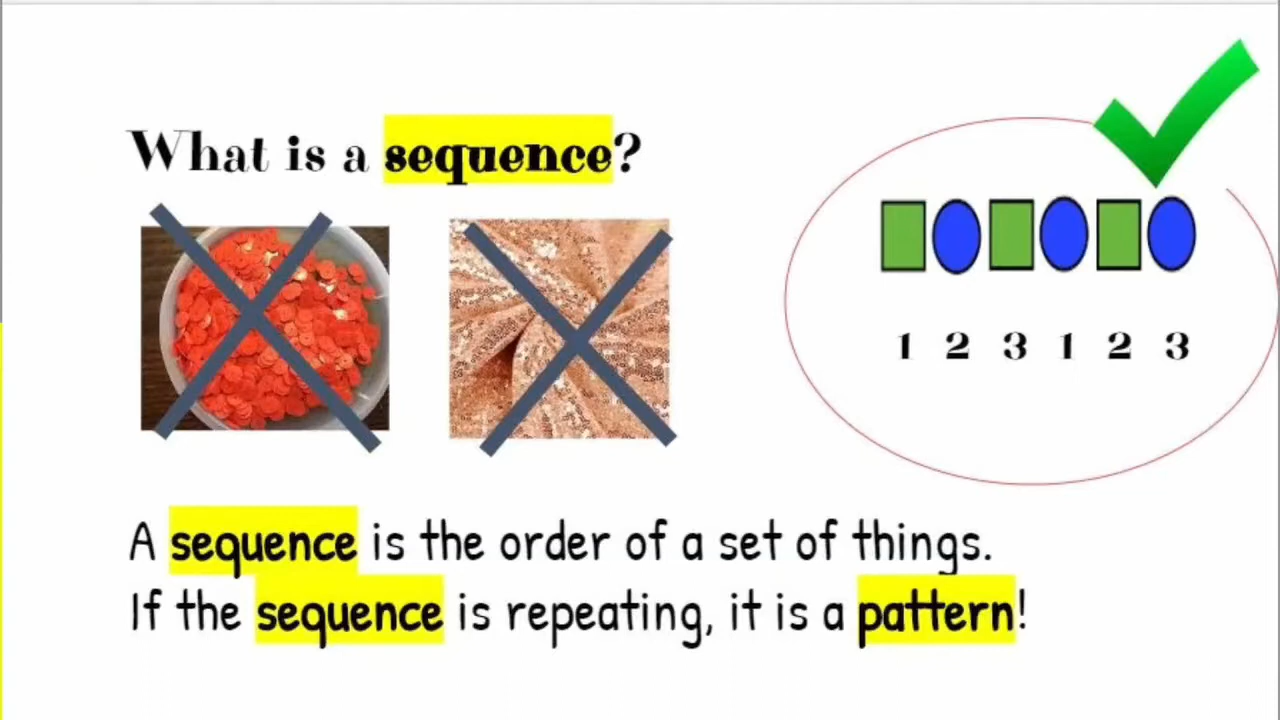 What is a sequence?
1 2 3 1 2 3
A sequence is the order of a set of things.
If the sequence is repeating, it is a pattern!